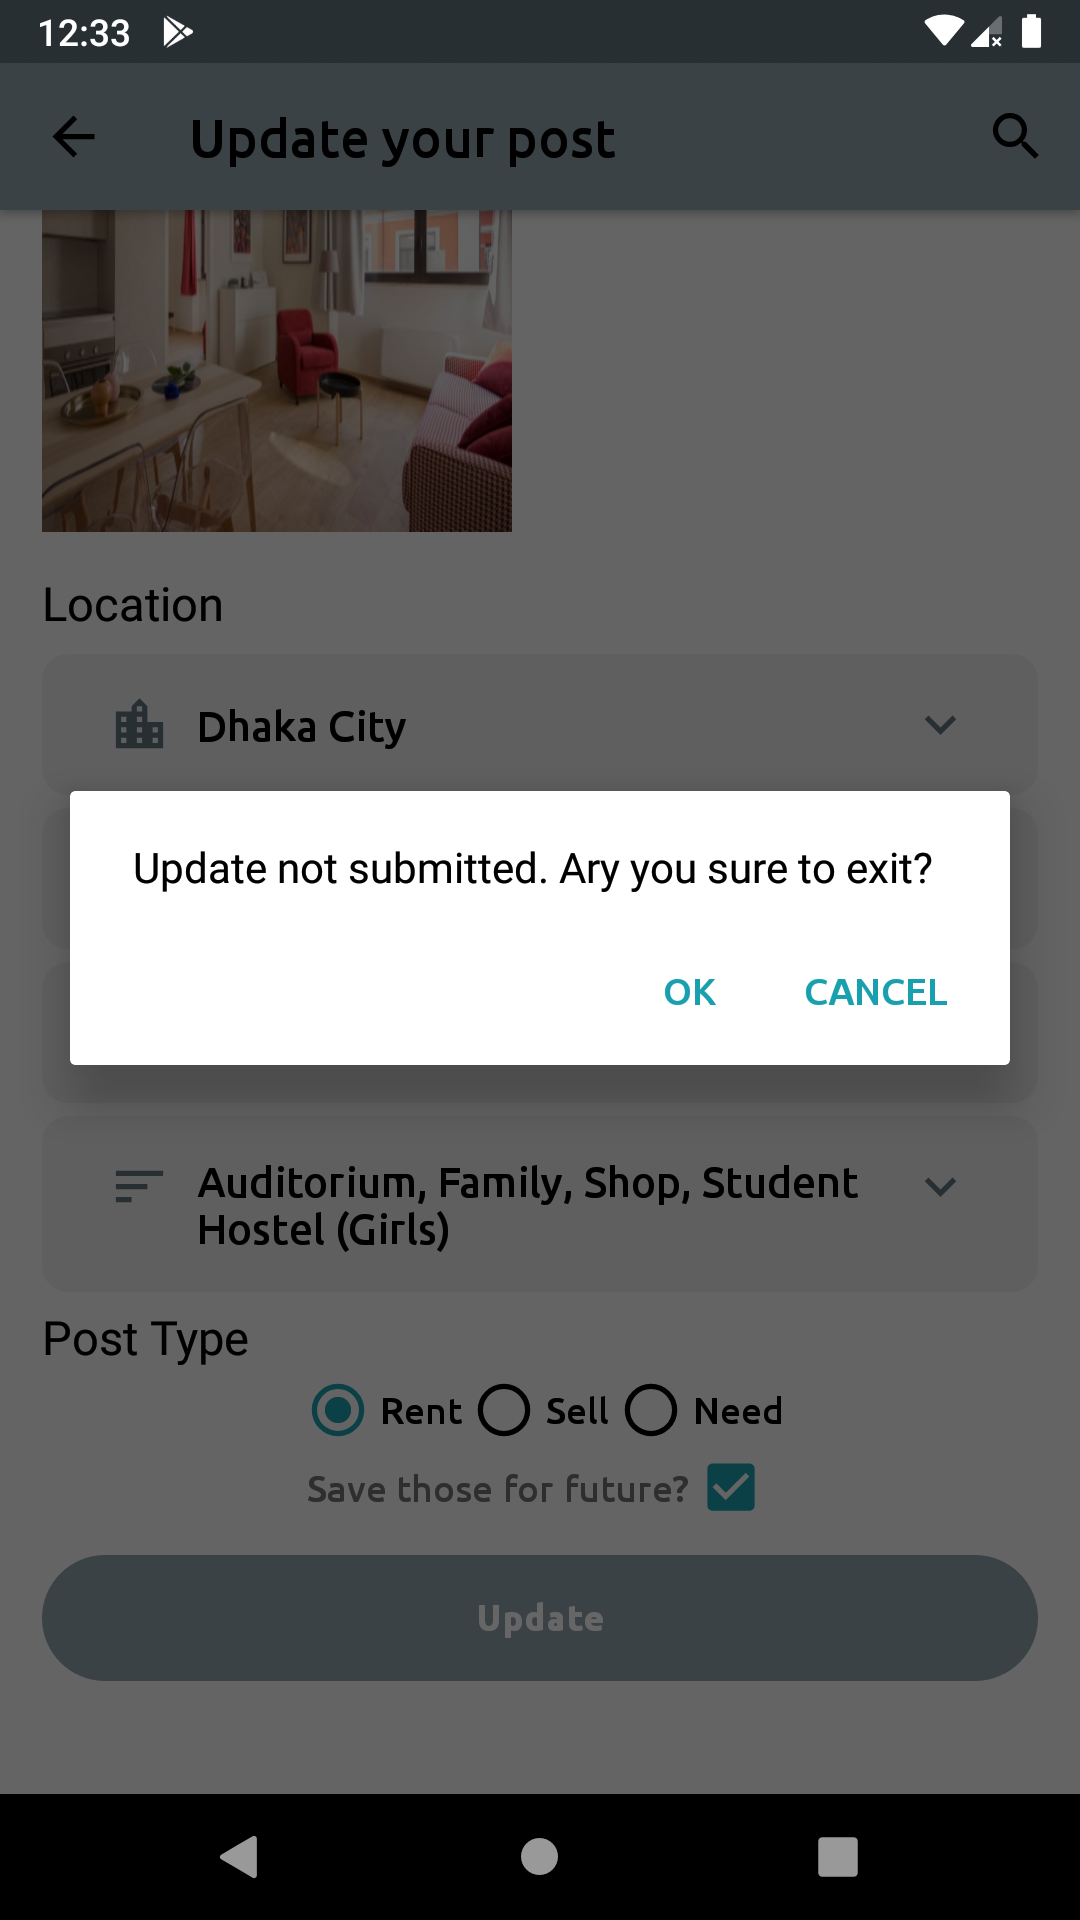 12:33
Update your post
Location
Dhaka City
Update not submitted. Ary you sure to exit?
OK CANCEL
Auditorium, Family, Shop, Student
Hostel (Girls)
Post Type
Rent Sell Need
Save those for future?
Update